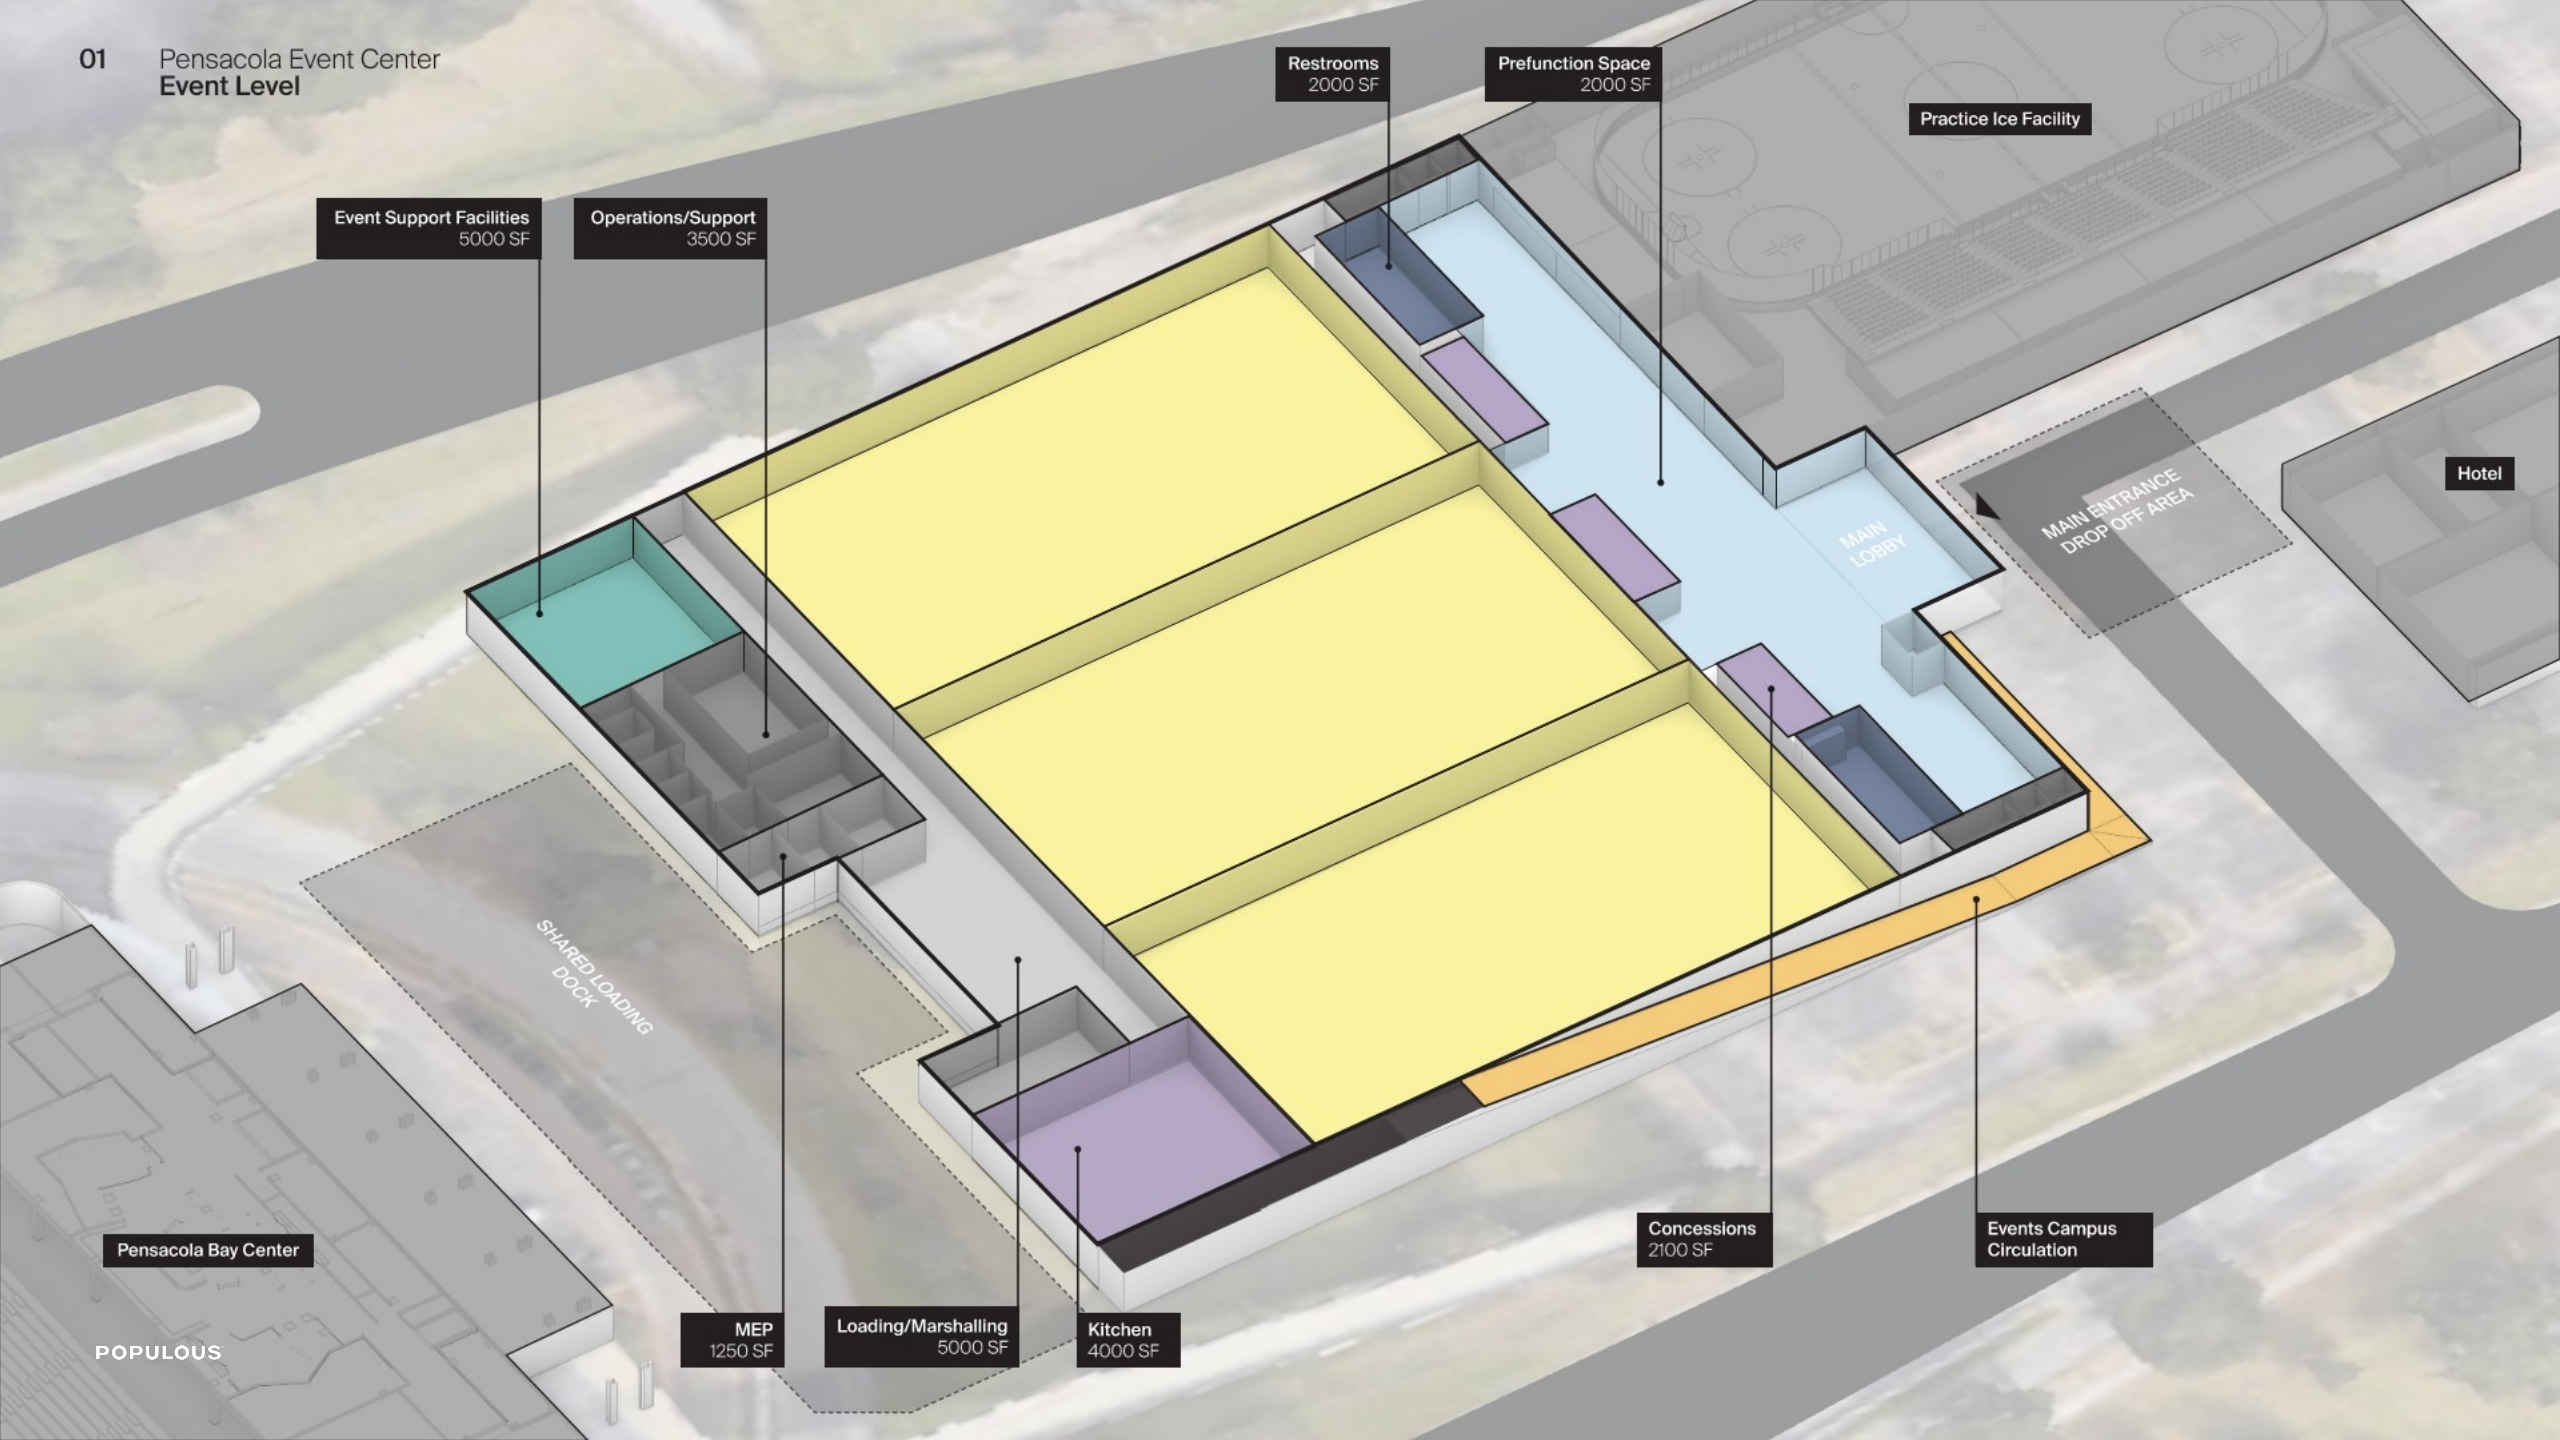 01
Pensacola Event Center
Event Level
Restrooms
2000 SF
Prefunction Space
2000 SF
Practice Ice Facility
Event Support Facilities
5000 SF
Operations/Support
3500 SF
Hotel
MAIN ENTRANCE
DROP OFF AREA
MAIN
LOBBY
SHARED LOADING
DOCK
Pensacola Bay Center
Concessions
2100 SF
Events Campus
Circulation
MEP
1250 SF
Loading/Marshalling
5000 SF
Kitchen
4000 SF
POPULOUS